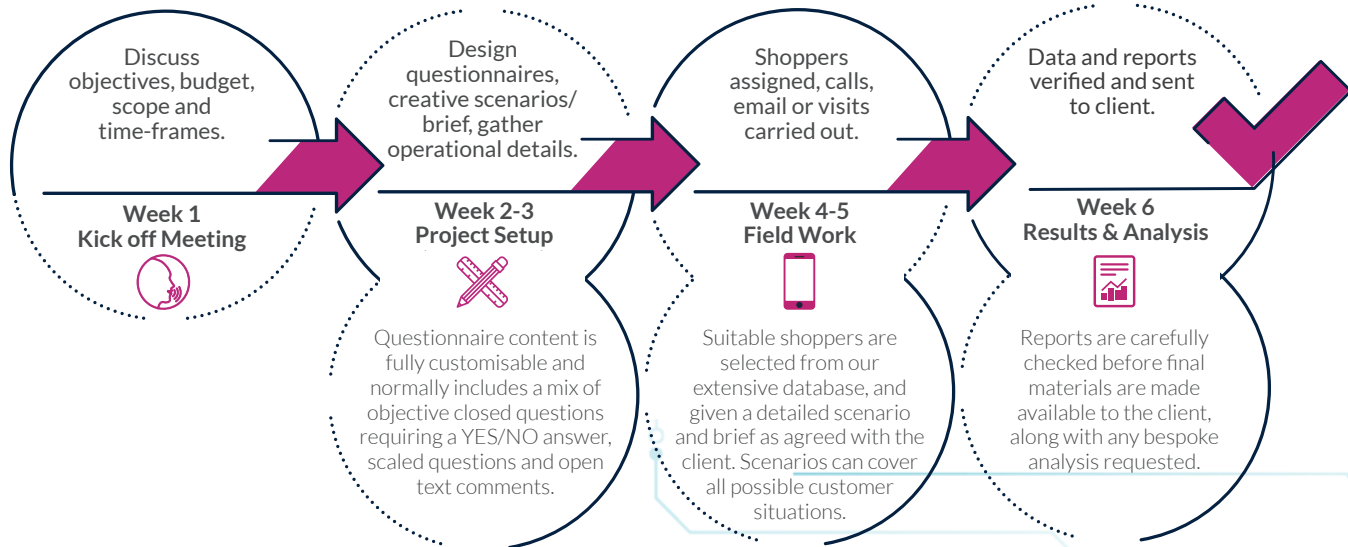 Discuss
objectives, budget,
scope and
time-frames.
Week 1
Kick off Meeting
Design
questionnaires,
creative scenarios/
brief, gather
operational details.
Week 2-3
Project Setup
Questionnaire content is
fully customisable and
normally includes a mix of
objective closed questions
requiring a YES/NO answer,
scaled questions and open
text comments.
Shoppers
assigned, calls,
email or visits
carried out.
Week 4-5
Field Work
Suitable shoppers are
selected from our
extensive database, and
given a detailed scenario
and brief as agreed with the
client. Scenarios can cover
all possible customer
situations.
Data and reports
verified and sent
to client.
Week 6
Results & Analysis
Reports are carefully
checked before final
materials are made
available to the client,
along with any bespoke
analysis requested.